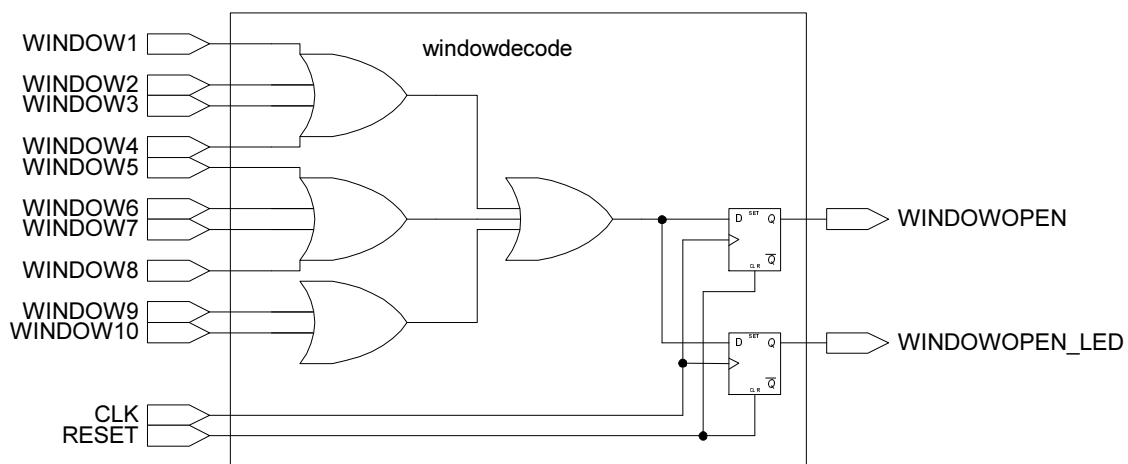 windowdecode
WINDOW1
WINDOW2
WINDOW3
WINDOW4
WINDOW5
WINDOW6
WINDOW7
WINDOW8
WINDOW9
WINDOW10
CLK
RESET
D SET Q
Q
CLR
WINDOWOPEN
D SET Q
Q
CLR
WINDOWOPEN_LED